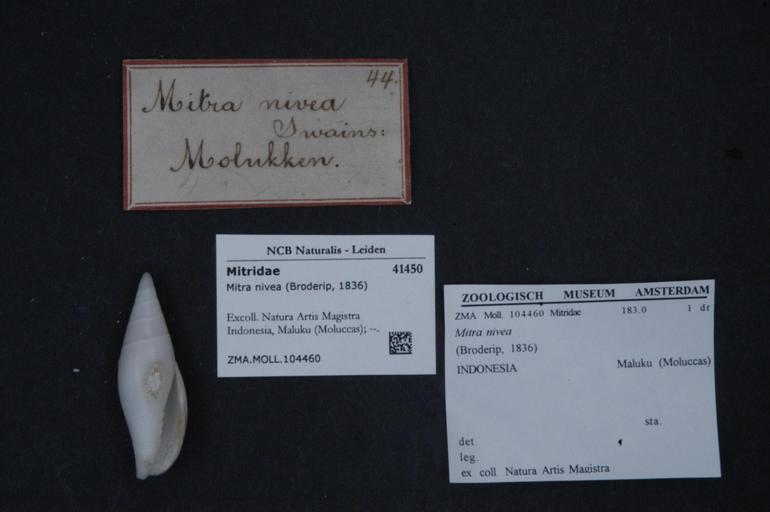 44.
Mitra nivea
Swains:
Molukken.
NCB Naturalis - Leiden
Mitridae 41450
Mitra nivea (Broderip, 1836)
Excoll. Natura Artis Magistra
Indonesia, Maluku (Moluccas); --.
ZMA.MOLL.104460
ZOOLOGISCH MUSEUM AMSTERDAM
ZMA Moll. 104460 Mitridae 183.0 1 dr
Mitra nivea
(Broderip, 1836)
INDONESIA Maluku (Moluccas)
sta.
det.
leg.
ex coll. Natura Artis Magistra